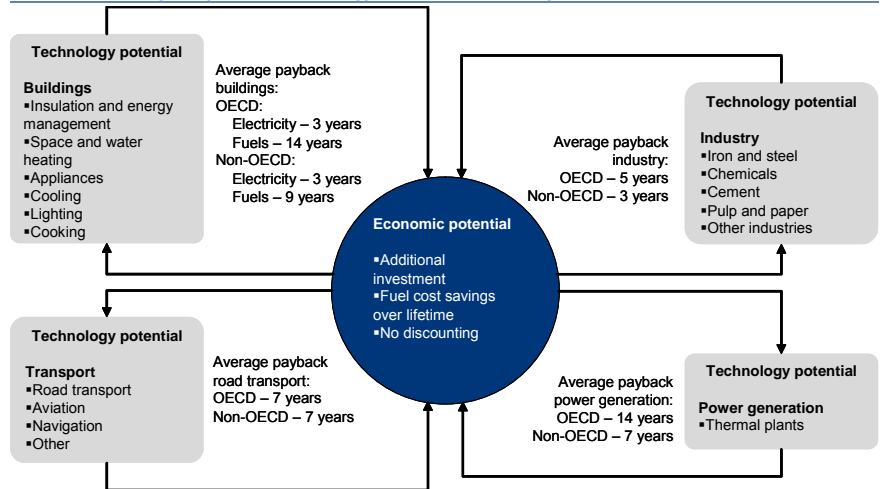 Technology potential
Buildings
▪Insulation and energy
management
▪Space and water
heating
▪Appliances
▪Cooling
▪Lighting
▪Cooking
Average payback
buildings:
OECD:
Electricity – 3 years
Fuels – 14 years
Non-OECD:
Electricity – 3 years
Fuels – 9 years
Average payback
industry:
OECD – 5 years
Non-OECD – 3 years
Technology potential
Industry
▪Iron and steel
▪Chemicals
▪Cement
▪Pulp and paper
▪Other industries
Economic potential
▪Additional
investment
▪Fuel cost savings
over lifetime
▪No discounting
Technology potential
Transport
▪Road transport
▪Aviation
▪Navigation
▪Other
Average payback
road transport:
OECD – 7 years
Non-OECD – 7 years
Average payback
power generation:
OECD – 14 years
Non-OECD – 7 years
Technology potential
Power generation
▪Thermal plants